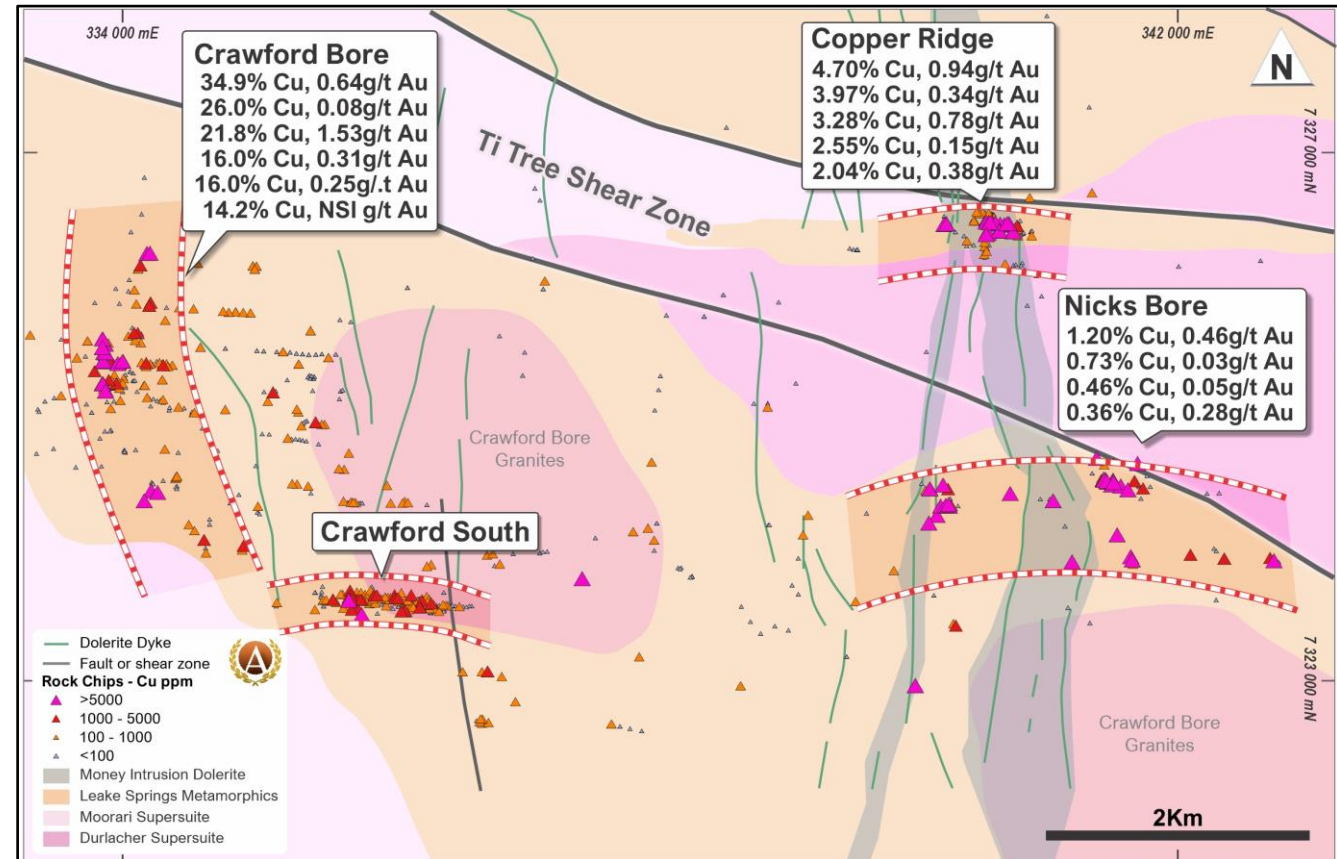 334 000 mE
342 000 mE
N
7 327 000 mN
Crawford Bore
34.9% Cu, 0.64g/t Au
26.0% Cu, 0.08g/t Au
21.8% Cu, 1.53g/t Au
16.0% Cu, 0.31g/t Au
16.0% Cu, 0.25g/.t Au
14.2% Cu, NSI g/t Au
Copper Ridge
4.70% Cu, 0.94g/t Au
3.97% Cu, 0.34g/t Au
3.28% Cu, 0.78g/t Au
2.55% Cu, 0.15g/t Au
2.04% Cu, 0.38g/t Au
Ti Tree Shear Zone
Nicks Bore
1.20% Cu, 0.46g/t Au
0.73% Cu, 0.03g/t Au
0.46% Cu, 0.05g/t Au
0.36% Cu, 0.28g/t Au
Crawford Bore
Granites
Crawford South
7 323 000 mN
Crawford Bore
Granites
2Km
Dolerite Dyke
Fault or shear zone
A
Rock Chips - Cu ppm
>5000
1000 - 5000
100 - 1000
<100
Money Intrusion Dolerite
Leake Springs Metamorphics
Moorari Supersuite
Durlacher Supersuite